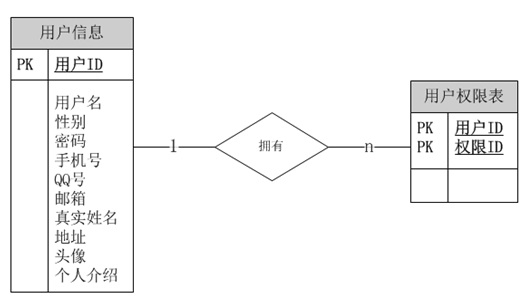 用户信息
PK 用户ID
用户名
性别
密码
手机号
QQ号
邮箱
真实姓名
地址
头像
个人介绍
1
拥有
n
用户权限表
PK 用户ID
PK 权限ID